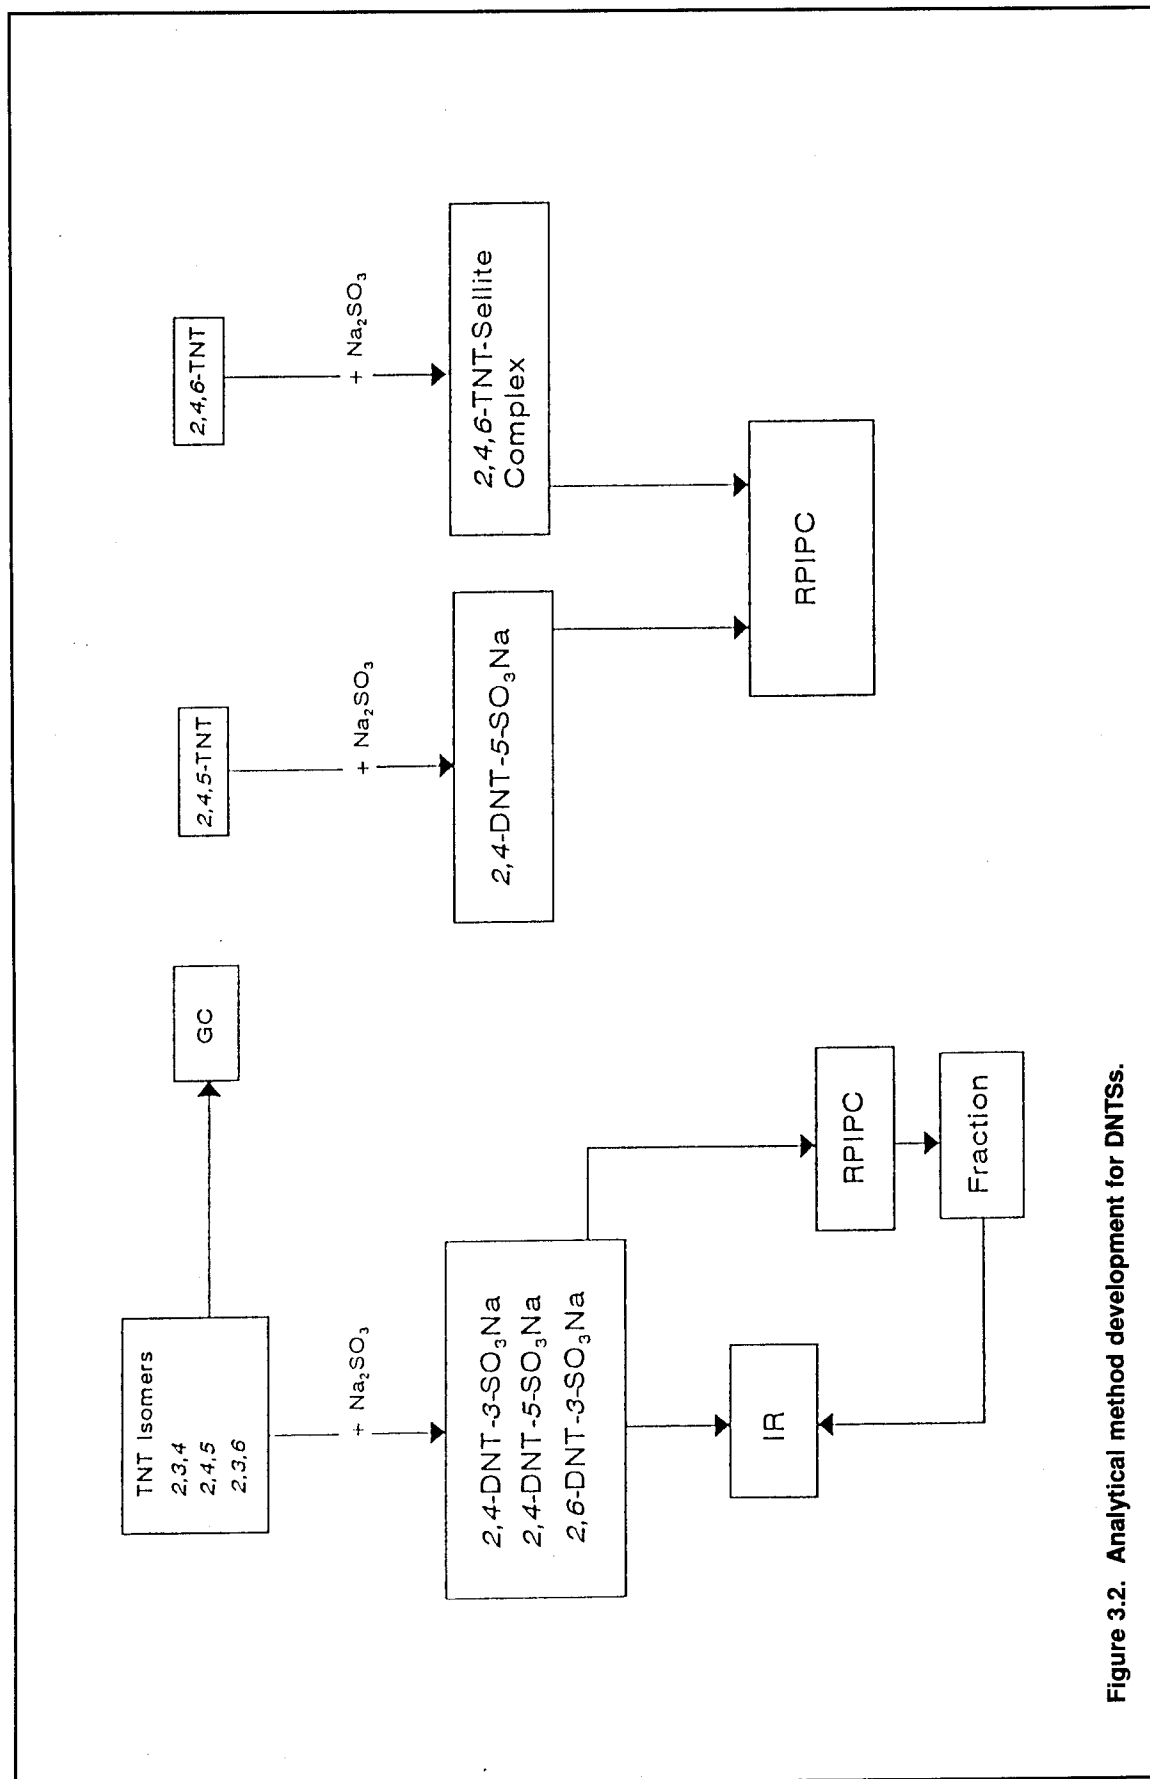 TNT Isomers
2,3,4
2,4,5
2,3,6
GC
+ Na₂SO₃
2,4-DNT-3-SO₃Na
2,4-DNT-5-SO₃Na
2,6-DNT-3-SO₃Na
IR
RPIPC
Fraction
2,4,5-TNT
+ Na₂SO₃
2,4-DNT-5-SO₃Na
2,4,6-TNT
+ Na₂SO₃
2,4,6-TNT-Sellite
Complex
RPIPC
Figure 3.2. Analytical method development for DNTSs.